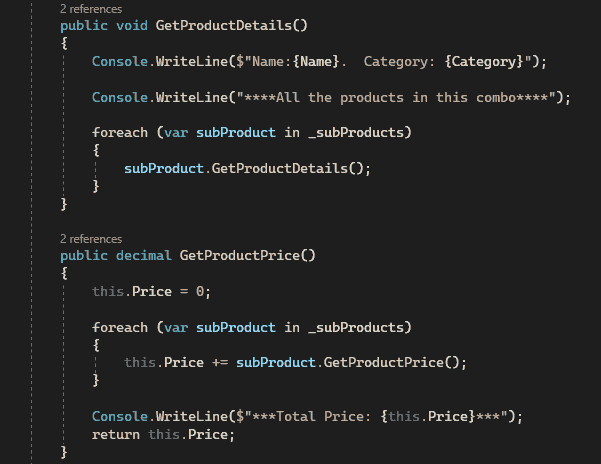 2 references
public void GetProductDetails()
{
Console.WriteLine($"Name:{Name}.  Category: {Category}");
Console.WriteLine("****All the products in this combo****");
foreach (var subProduct in _subProducts)
{
subProduct.GetProductDetails();
}
}
2 references
public decimal GetProductPrice()
{
this.Price = 0;
foreach (var subProduct in _subProducts)
{
this.Price += subProduct.GetProductPrice();
}
Console.WriteLine($"***Total Price: {this.Price}***");
return this.Price;
}